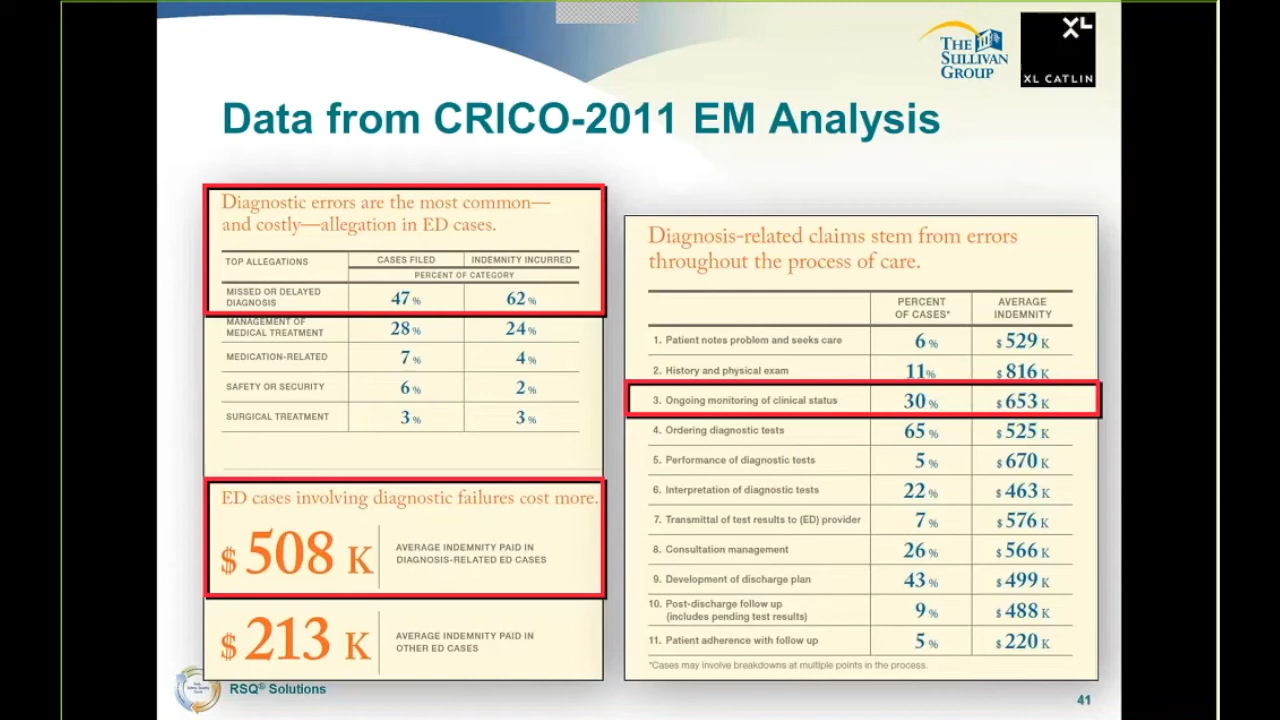 THE
SULLIVAN
GROUP
XL
XL CATLIN
Data from CRICO-2011 EM Analysis
Diagnostic errors are the most common—
and costly—allegation in ED cases.
TOP ALLEGATIONS CASES FILED INDEMNITY INCURRED
PERCENT OF CATEGORY
MISSED OR DELAYED
DIAGNOSIS 47 % 62 %
MANAGEMENT OF
MEDICAL TREATMENT 28 % 24 %
MEDICATION-RELATED 7 % 4 %
SAFETY OR SECURITY 6 % 2 %
SURGICAL TREATMENT 3 % 3 %
ED cases involving diagnostic failures cost more.
$ 508 K AVERAGE INDEMNITY PAID IN
DIAGNOSIS-RELATED ED CASES
$ 213 K AVERAGE INDEMNITY PAID IN
OTHER ED CASES
Diagnosis-related claims stem from errors
throughout the process of care.
PERCENT
OF CASES* AVERAGE
INDEMNITY
1. Patient notes problem and seeks care 6 % $ 529 K
2. History and physical exam 11% $ 816 K
3. Ongoing monitoring of clinical status 30 % $ 653 K
4. Ordering diagnostic tests 65 % $ 525 K
5. Performance of diagnostic tests 5 % $ 670 K
6. Interpretation of diagnostic tests 22 % $ 463 K
7. Transmittal of test results to (ED) provider 7 % $ 576 K
8. Consultation management 26 % $ 566 K
9. Development of discharge plan 43 % $ 499 K
10. Post-discharge follow up
(includes pending test results) 9 % $ 488 K
11. Patient adherence with follow up 5 % $ 220 K
*Cases may involve breakdowns at multiple points in the process.
RSQ® Solutions
41